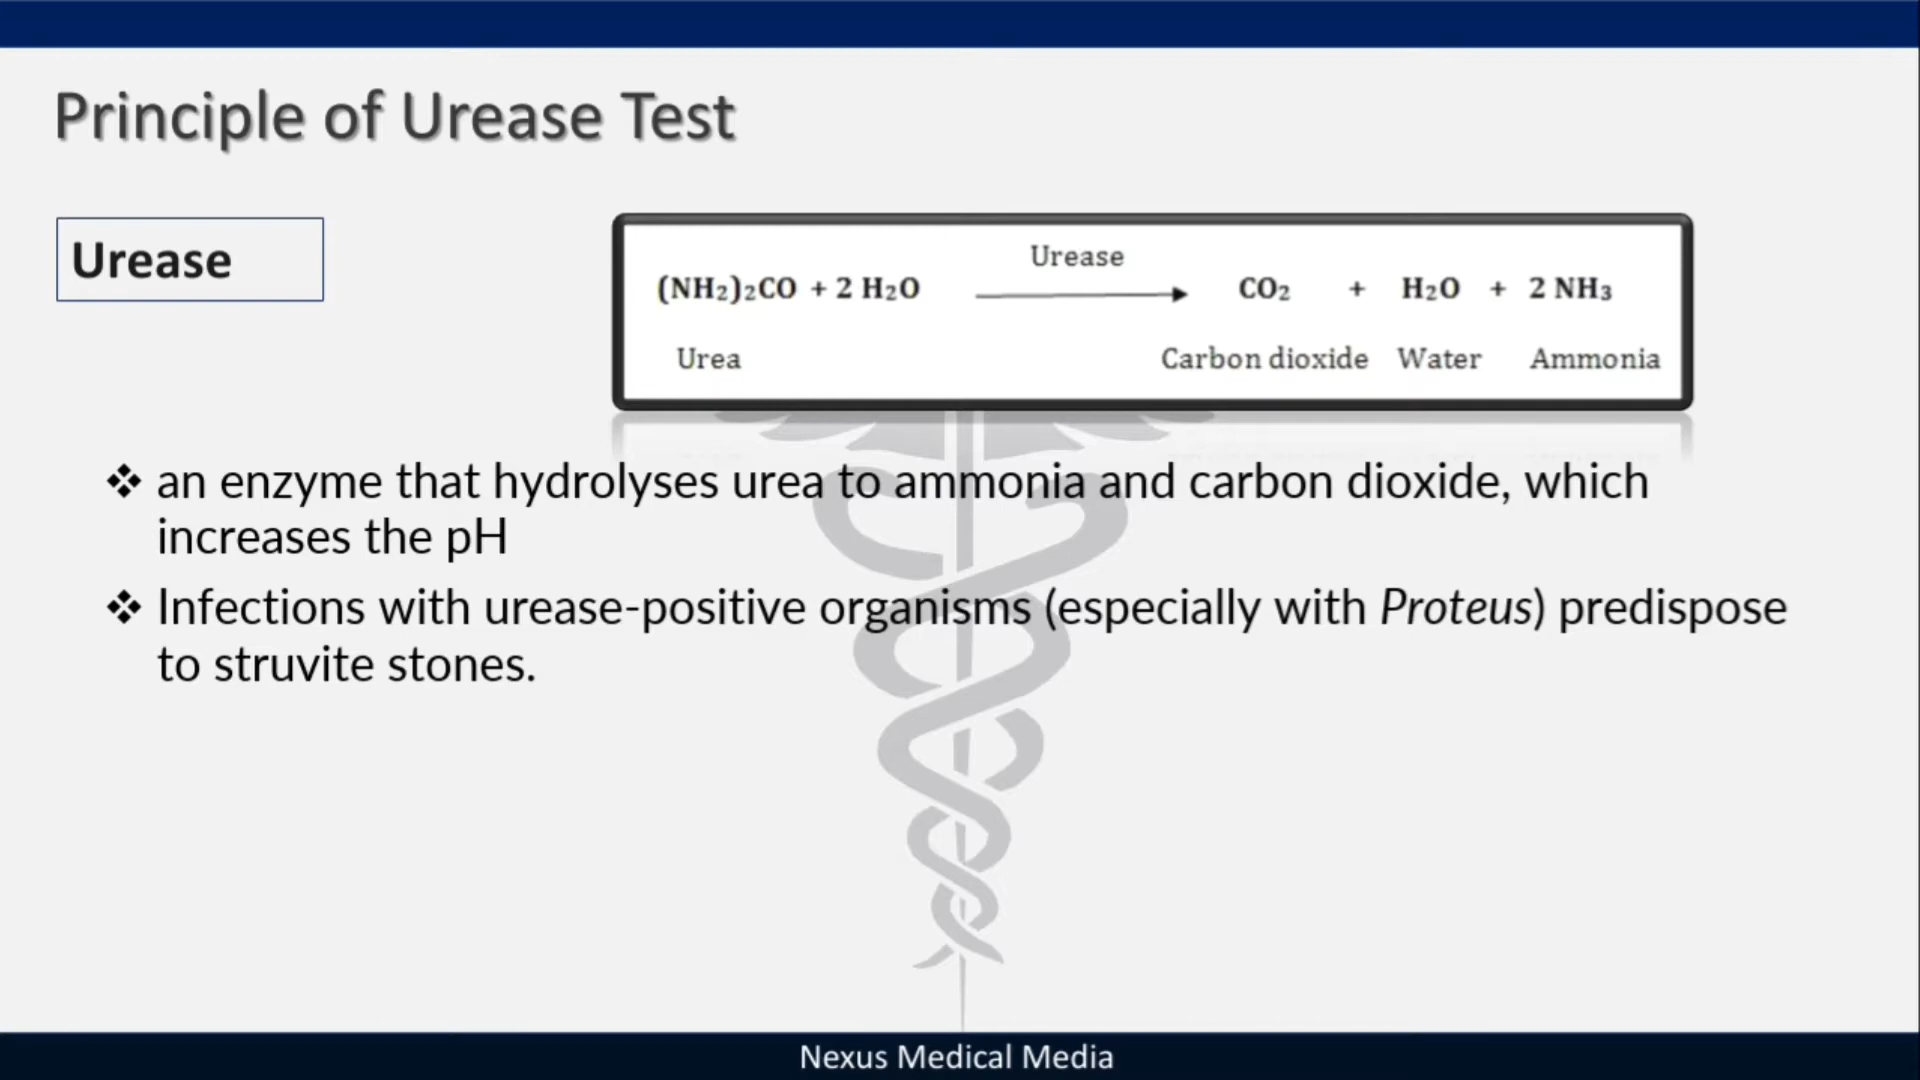 Principle of Urease Test
Urease
Urease
(NH₂)₂CO + 2 H₂O CO₂ + H₂O + 2 NH₃
Urea Carbon dioxide Water Ammonia
❖ an enzyme that hydrolyses urea to ammonia and carbon dioxide, which
increases the pH
❖ Infections with urease-positive organisms (especially with Proteus) predispose
to struvite stones.
Nexus Medical Media